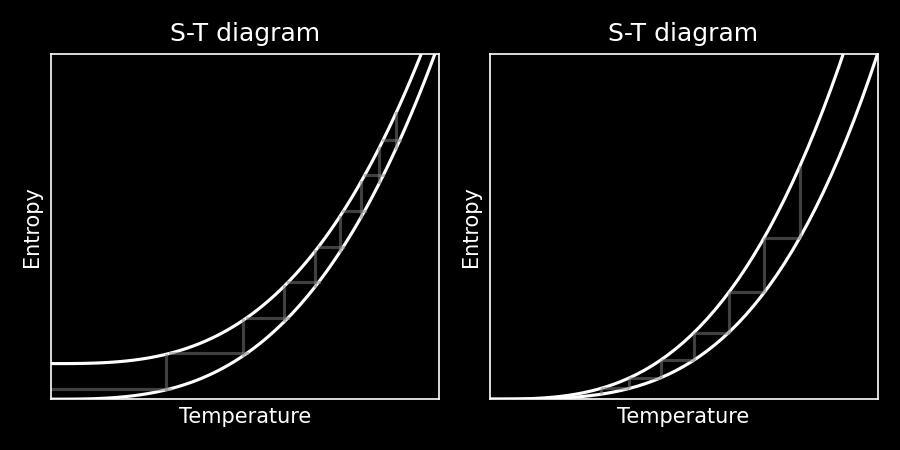 S-T diagram
Entropy
Temperature
S-T diagram
Entropy
Temperature